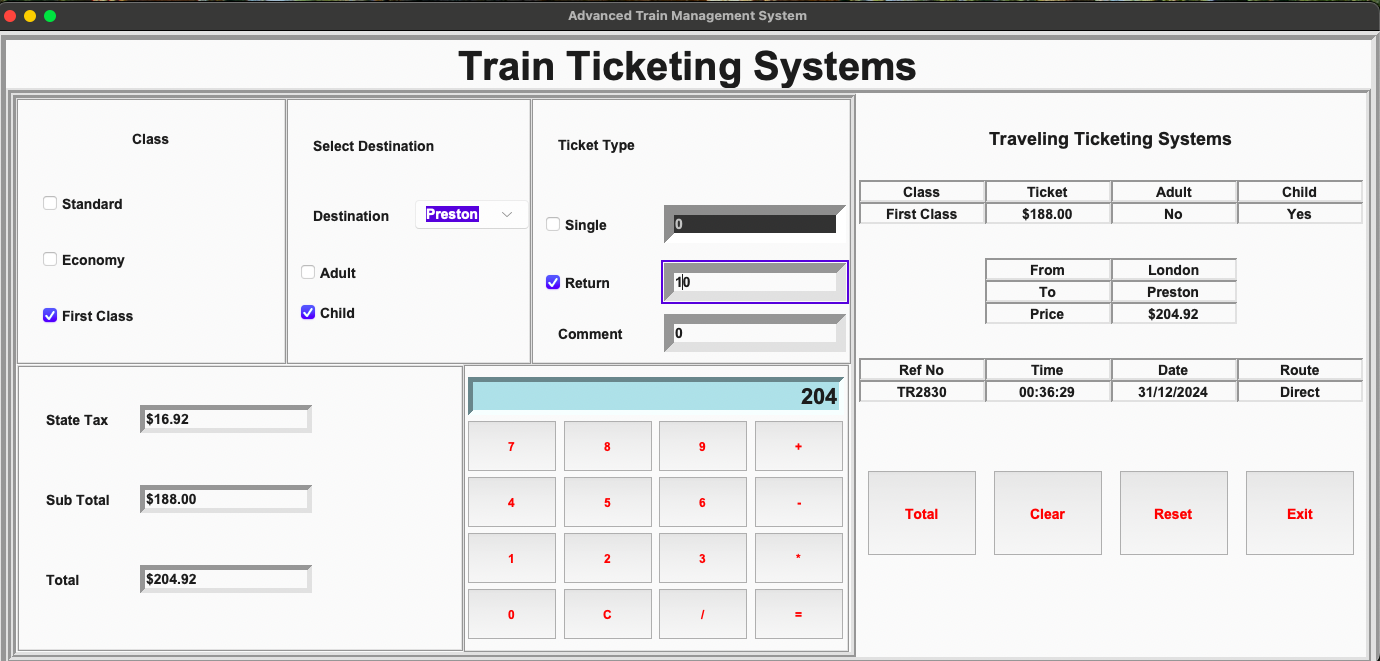 Advanced Train Management System
Train Ticketing Systems
Class
Standard
Economy
First Class
Select Destination
Destination Preston
Adult
Child
Ticket Type
Single 0
Return 10
Comment 0
State Tax $16.92
Sub Total $188.00
Total $204.92
204
7 8 9 +
4 5 6 -
1 2 3 *
0 C / =
Traveling Ticketing Systems
Class Ticket Adult Child
First Class $188.00 No Yes
From London
To Preston
Price $204.92
Ref No Time Date Route
TR2830 00:36:29 31/12/2024 Direct
Total Clear Reset Exit